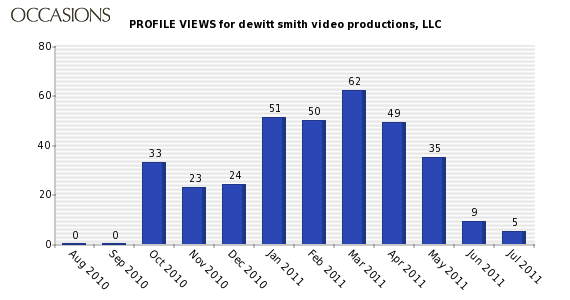 OCCASIONS
PROFILE VIEWS for dewitt smith video productions, LLC
80
60
40
20
0
0
0
33
23
24
51
50
62
49
35
9
5
Aug 2010
Sep 2010
Oct 2010
Nov 2010
Dec 2010
Jan 2011
Feb 2011
Mar 2011
Apr 2011
May 2011
Jun 2011
Jul 2011